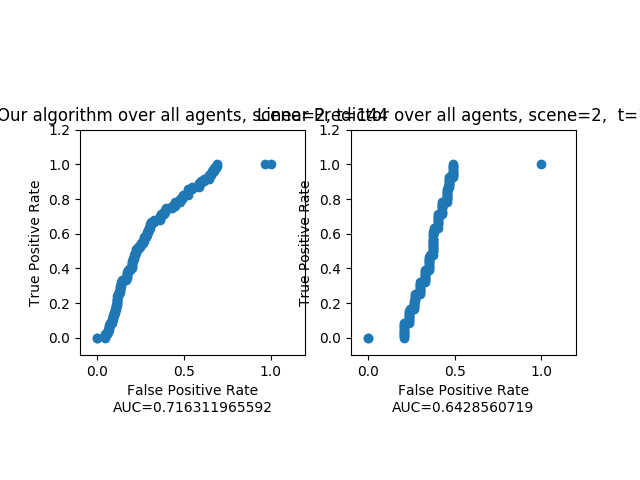 Our algorithm over all agents, scene=2, t=144
Linear Predictor over all agents, scene=2, t=
1.2
1.0
0.8
0.6
0.4
0.2
0.0
True Positive Rate
0.0 0.5 1.0
False Positive Rate
AUC=0.716311965592
1.2
1.0
0.8
0.6
0.4
0.2
0.0
True Positive Rate
0.0 0.5 1.0
False Positive Rate
AUC=0.6428560719